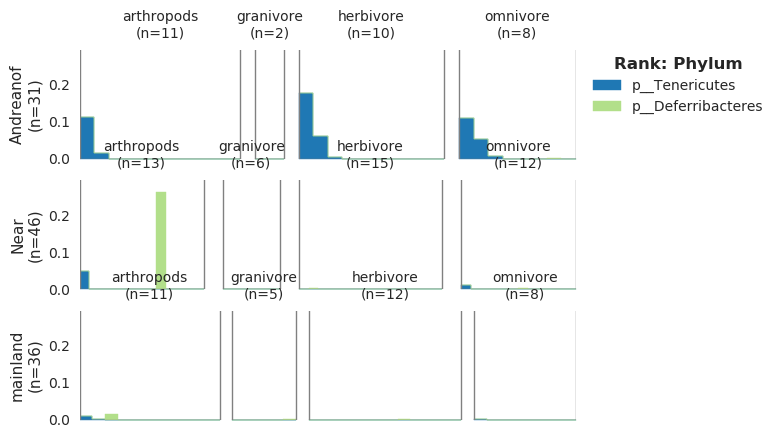 arthropods granivore herbivore omnivore
(n=11) (n=2) (n=10) (n=8)
Rank: Phylum
p__Tenericutes
p__Deferribacteres
Andreanof
(n=31)
0.2
0.1
0.0
arthropods granivore herbivore omnivore
(n=13) (n=6) (n=15) (n=12)
Near
(n=46)
0.2
0.1
0.0
arthropods granivore herbivore omnivore
(n=11) (n=5) (n=12) (n=8)
mainland
(n=36)
0.2
0.1
0.0